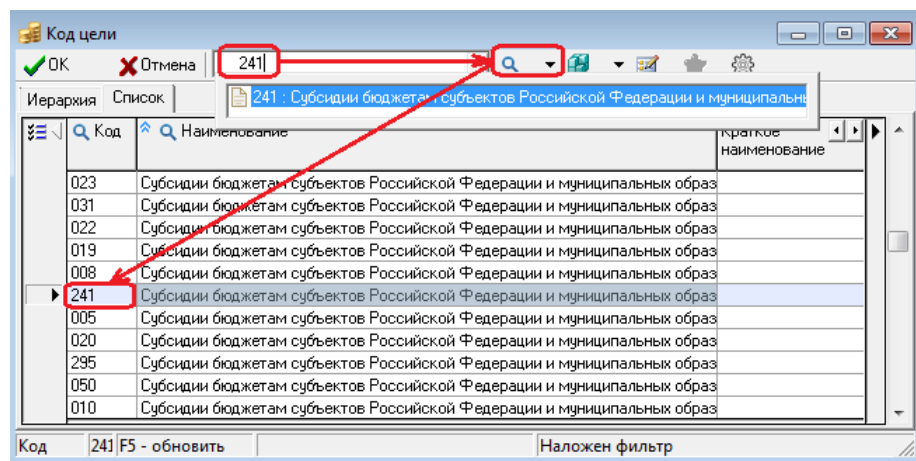 Код цели
OK Отмена 241
Иерархия Список
241 : Субсидии бюджетам субъектов Российской Федерации и муниципальн
Код Наименование Краткое наименование
023 Субсидии бюджетам субъектов Российской Федерации и муниципальных образ
031 Субсидии бюджетам субъектов Российской Федерации и муниципальных образ
022 Субсидии бюджетам субъектов Российской Федерации и муниципальных образ
019 Субсидии бюджетам субъектов Российской Федерации и муниципальных образ
008 Субсидии бюджетам субъектов Российской Федерации и муниципальных образ
241 Субсидии бюджетам субъектов Российской Федерации и муниципальных образ
005 Субсидии бюджетам субъектов Российской Федерации и муниципальных образ
020 Субсидии бюджетам субъектов Российской Федерации и муниципальных образ
295 Субсидии бюджетам субъектов Российской Федерации и муниципальных образ
050 Субсидии бюджетам субъектов Российской Федерации и муниципальных образ
010 Субсидии бюджетам субъектов Российской Федерации и муниципальных образ
Код 241 F5 - обновить Наложен фильтр